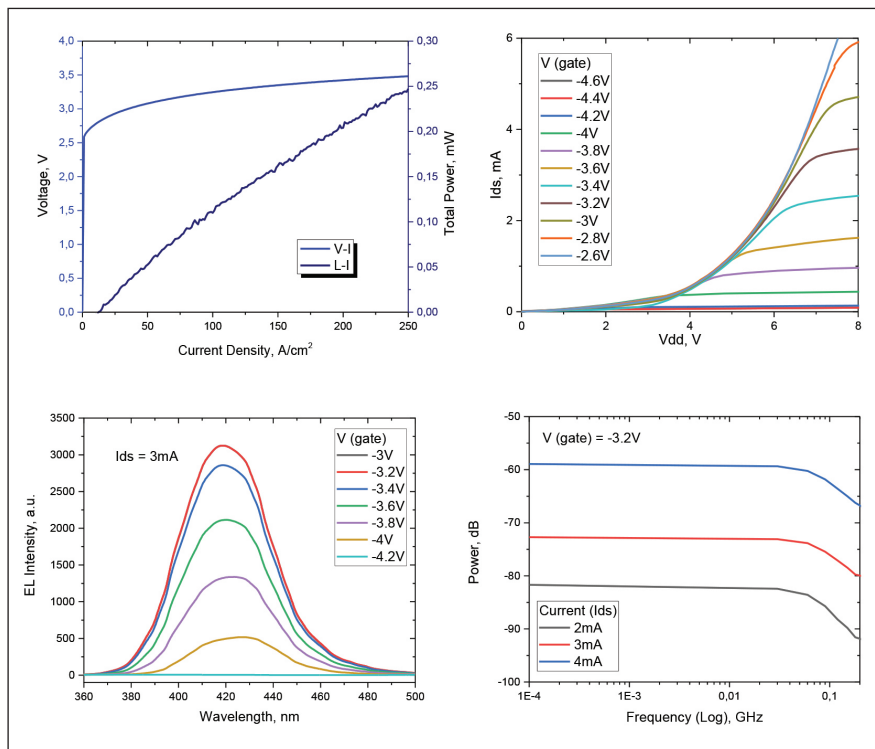 4,0
3,5
3,0
2,5
2,0
1,5
1,0
0,5
0,0
Voltage, V
0 50 100 150 200 250
Current Density, A/cm²
0,30
0,25
0,20
0,15
0,10
0,05
0,00
Total Power, mW
V-I
L-I
6
4
2
0
Ids, mA
V (gate)
-4.6V
-4.4V
-4.2V
-4V
-3.8V
-3.6V
-3.4V
-3.2V
-3V
-2.8V
-2.6V
0 2 4 6 8
Vdd, V
3500
3000
2500
2000
1500
1000
500
0
EL Intensity, a.u.
Ids = 3mA
V (gate)
-3V
-3.2V
-3.4V
-3.6V
-3.8V
-4V
-4.2V
360 380 400 420 440 460 480 500
Wavelength, nm
-50
-60
-70
-80
-90
-100
Power, dB
V (gate) = -3.2V
Current (Ids)
2mA
3mA
4mA
1E-4 1E-3 0,01 0,1
Frequency (Log), GHz